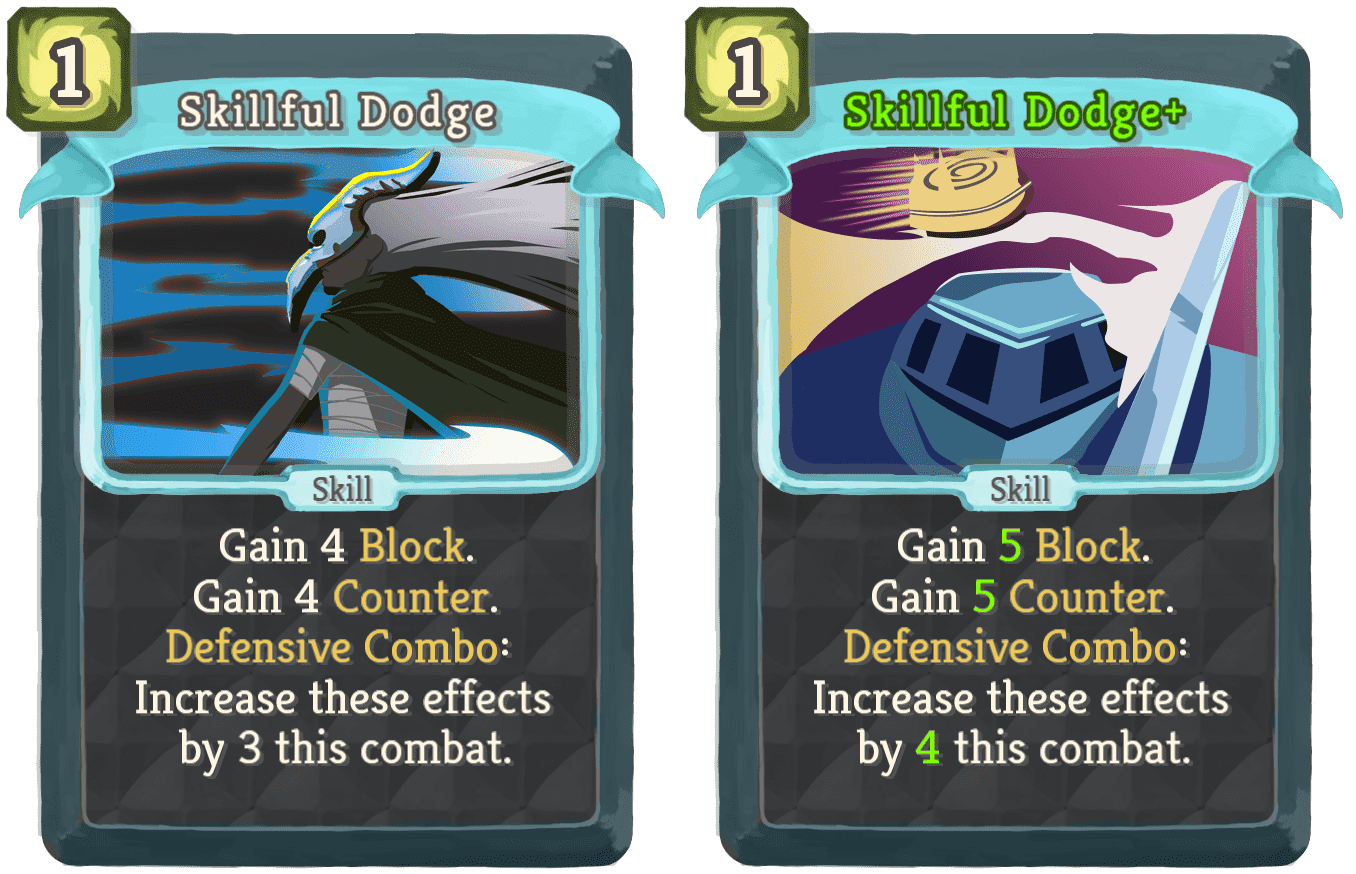 1
Skillful Dodge
Skill
Gain 4 Block.
Gain 4 Counter.
Defensive Combo:
Increase these effects
by 3 this combat.
1
Skillful Dodge+
Skill
Gain 5 Block.
Gain 5 Counter.
Defensive Combo:
Increase these effects
by 4 this combat.